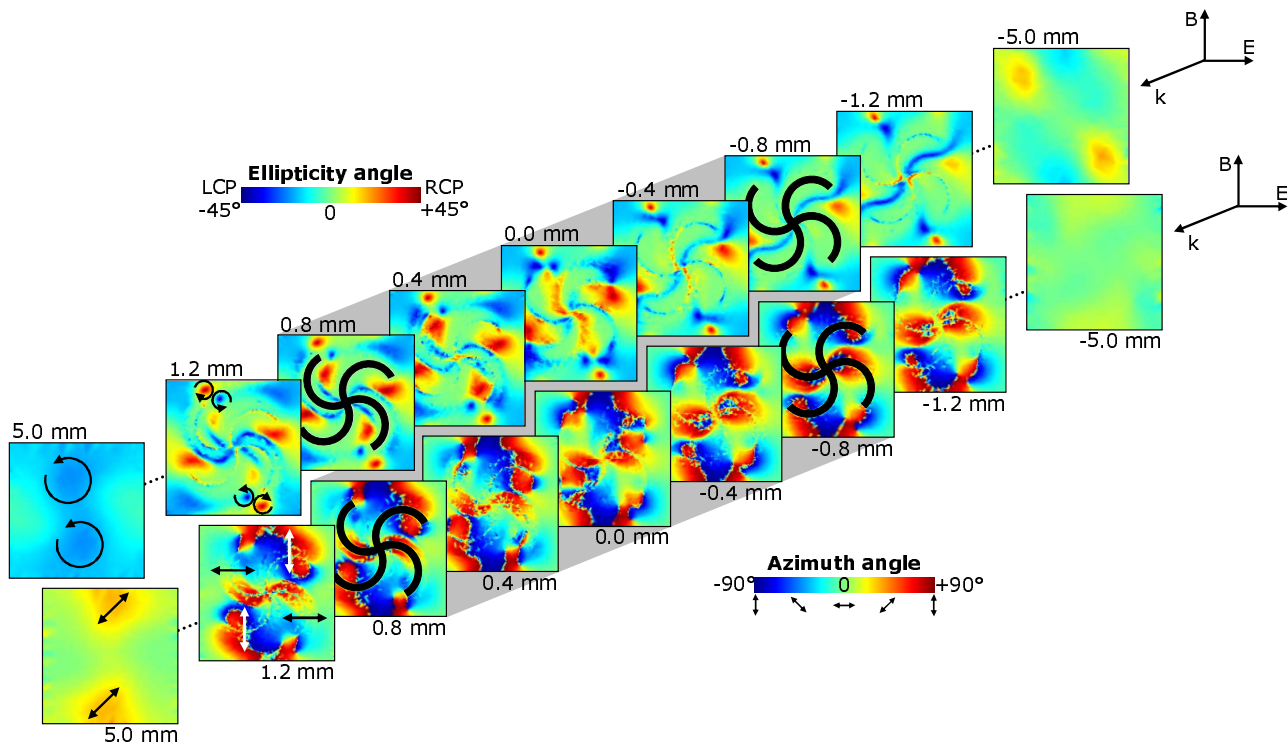 -5.0 mm
B
E
k
-1.2 mm
-0.8 mm
Ellipticity angle
LCP
RCP
-45°
0
+45°
-0.4 mm
0.0 mm
0.4 mm
0.8 mm
1.2 mm
5.0 mm
B
E
k
-5.0 mm
-1.2 mm
-0.8 mm
-0.4 mm
0.0 mm
0.4 mm
0.8 mm
1.2 mm
5.0 mm
Azimuth angle
-90°
0
+90°